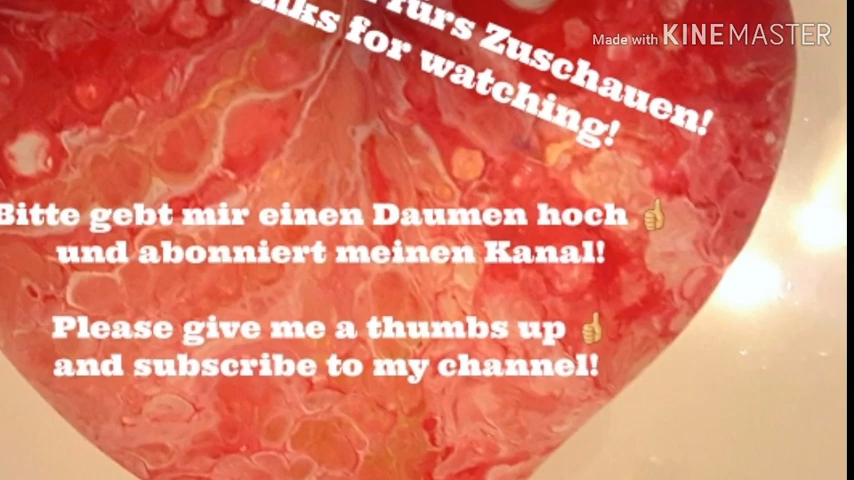 Made with KINEMASTER
fürs Zuschauen!
for watching!
Bitte gebt mir einen Daumen hoch 👍
und abonniert meinen Kanal!
Please give me a thumbs up 👍
and subscribe to my channel!